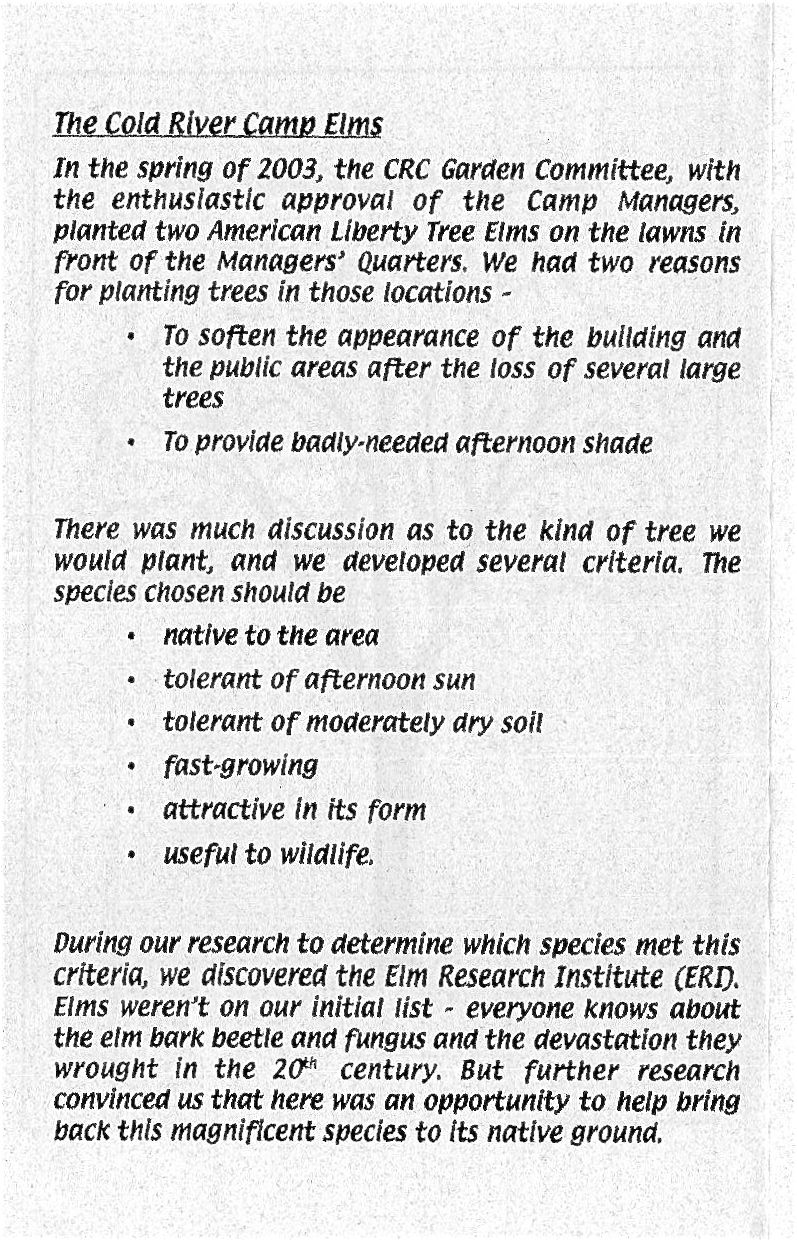 The Cold River Camp Elms
In the spring of 2003, the CRC Garden Committee, with
the enthusiastic approval of the Camp Managers,
planted two American Liberty Tree Elms on the lawns in
front of the Managers' Quarters. We had two reasons
for planting trees in those locations -
• To soften the appearance of the building and
the public areas after the loss of several large
trees
• To provide badly-needed afternoon shade
There was much discussion as to the kind of tree we
would plant, and we developed several criteria. The
species chosen should be
• native to the area
• tolerant of afternoon sun
• tolerant of moderately dry soil
• fast-growing
• attractive in its form
• useful to wildlife.
During our research to determine which species met this
criteria, we discovered the Elm Research Institute (ERI).
Elms weren't on our initial list - everyone knows about
the elm bark beetle and fungus and the devastation they
wrought in the 20th century. But further research
convinced us that here was an opportunity to help bring
back this magnificent species to its native ground.